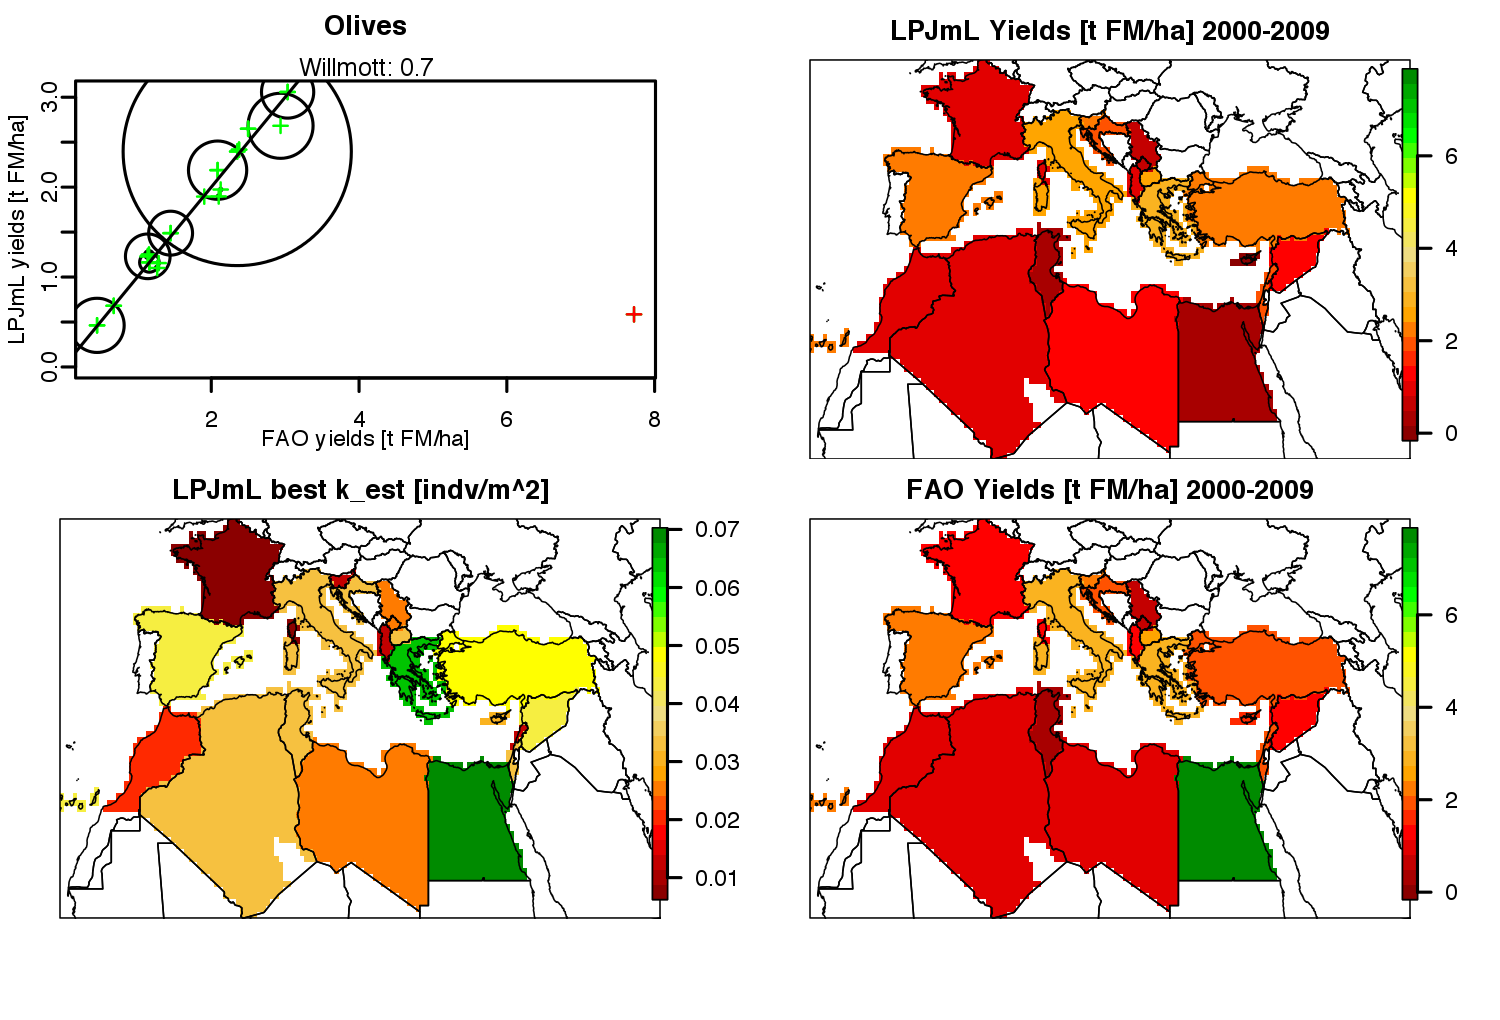 Olives
Willmott: 0.7
LPJmL yields [t FM/ha]
3.0
2.0
1.0
0.0
2 4 6 8
FAO yields [t FM/ha]
LPJmL Yields [t FM/ha] 2000-2009
6
4
2
0
LPJmL best k_est [indv/m^2]
0.07
0.06
0.05
0.04
0.03
0.02
0.01
FAO Yields [t FM/ha] 2000-2009
6
4
2
0